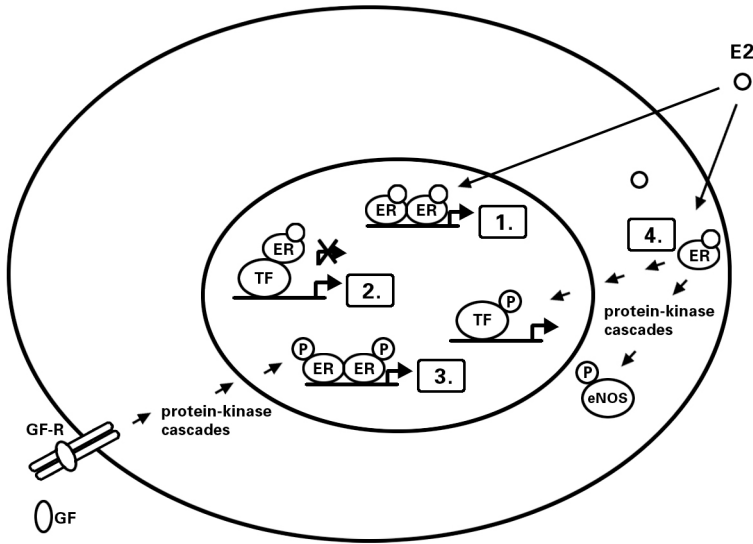 E2
ER ER
1.
4.
ER
ER
TF
2.
P
TF
protein-kinase
cascades
P P
ER ER
3.
P
eNOS
protein-kinase
cascades
GF-R
GF